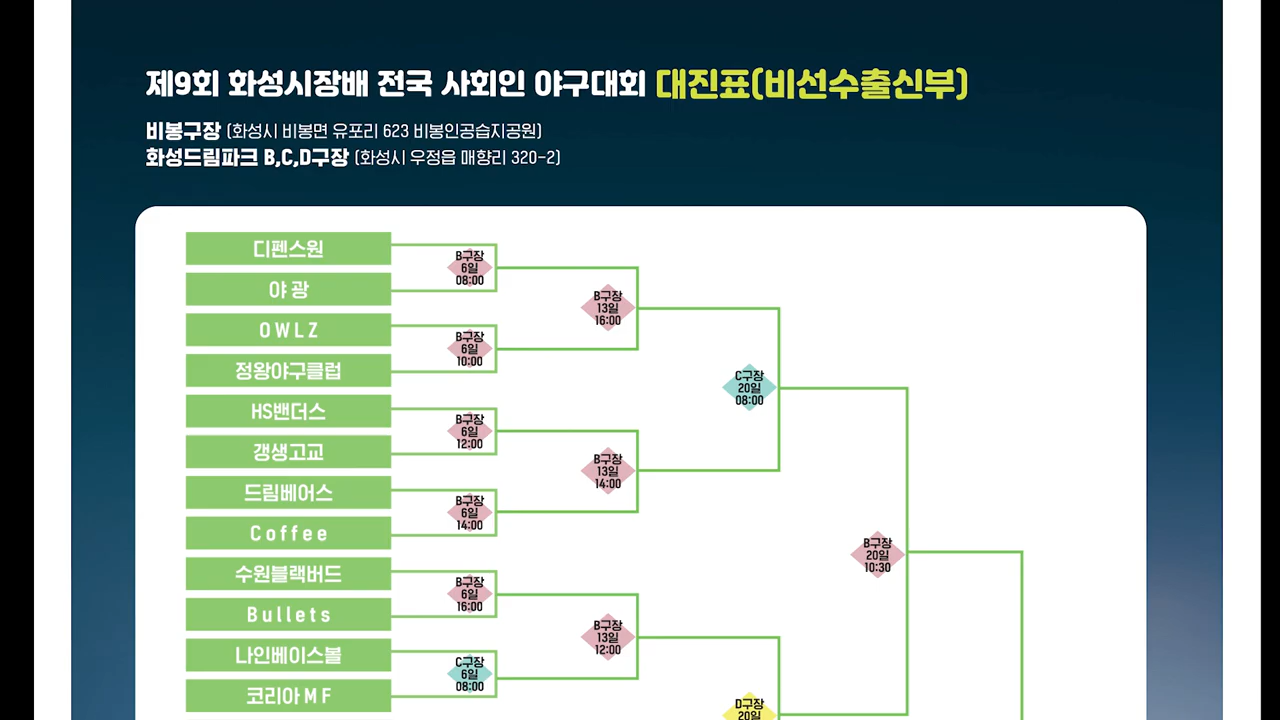 제9회 화성시장배 전국 사회인 야구대회 대진표(비선수출신부)
비봉구장 (화성시 비봉면 유포리 623 비봉인공습지공원)
화성드림파크 B,C,D구장 (화성시 우정읍 매향리 320-2)
디펜스원
야 광
OWLZ
정왕야구클럽
HS밴더스
갱생고교
드림베어스
Coffee
수원블랙버드
Bullets
나인베이스볼
코리아 M F
B구장
6일
08:00
B구장
6일
10:00
B구장
6일
12:00
B구장
6일
14:00
B구장
6일
16:00
C구장
6일
08:00
B구장
13일
16:00
B구장
13일
14:00
B구장
13일
12:00
C구장
20일
08:00
D구장
20일
B구장
20일
10:30